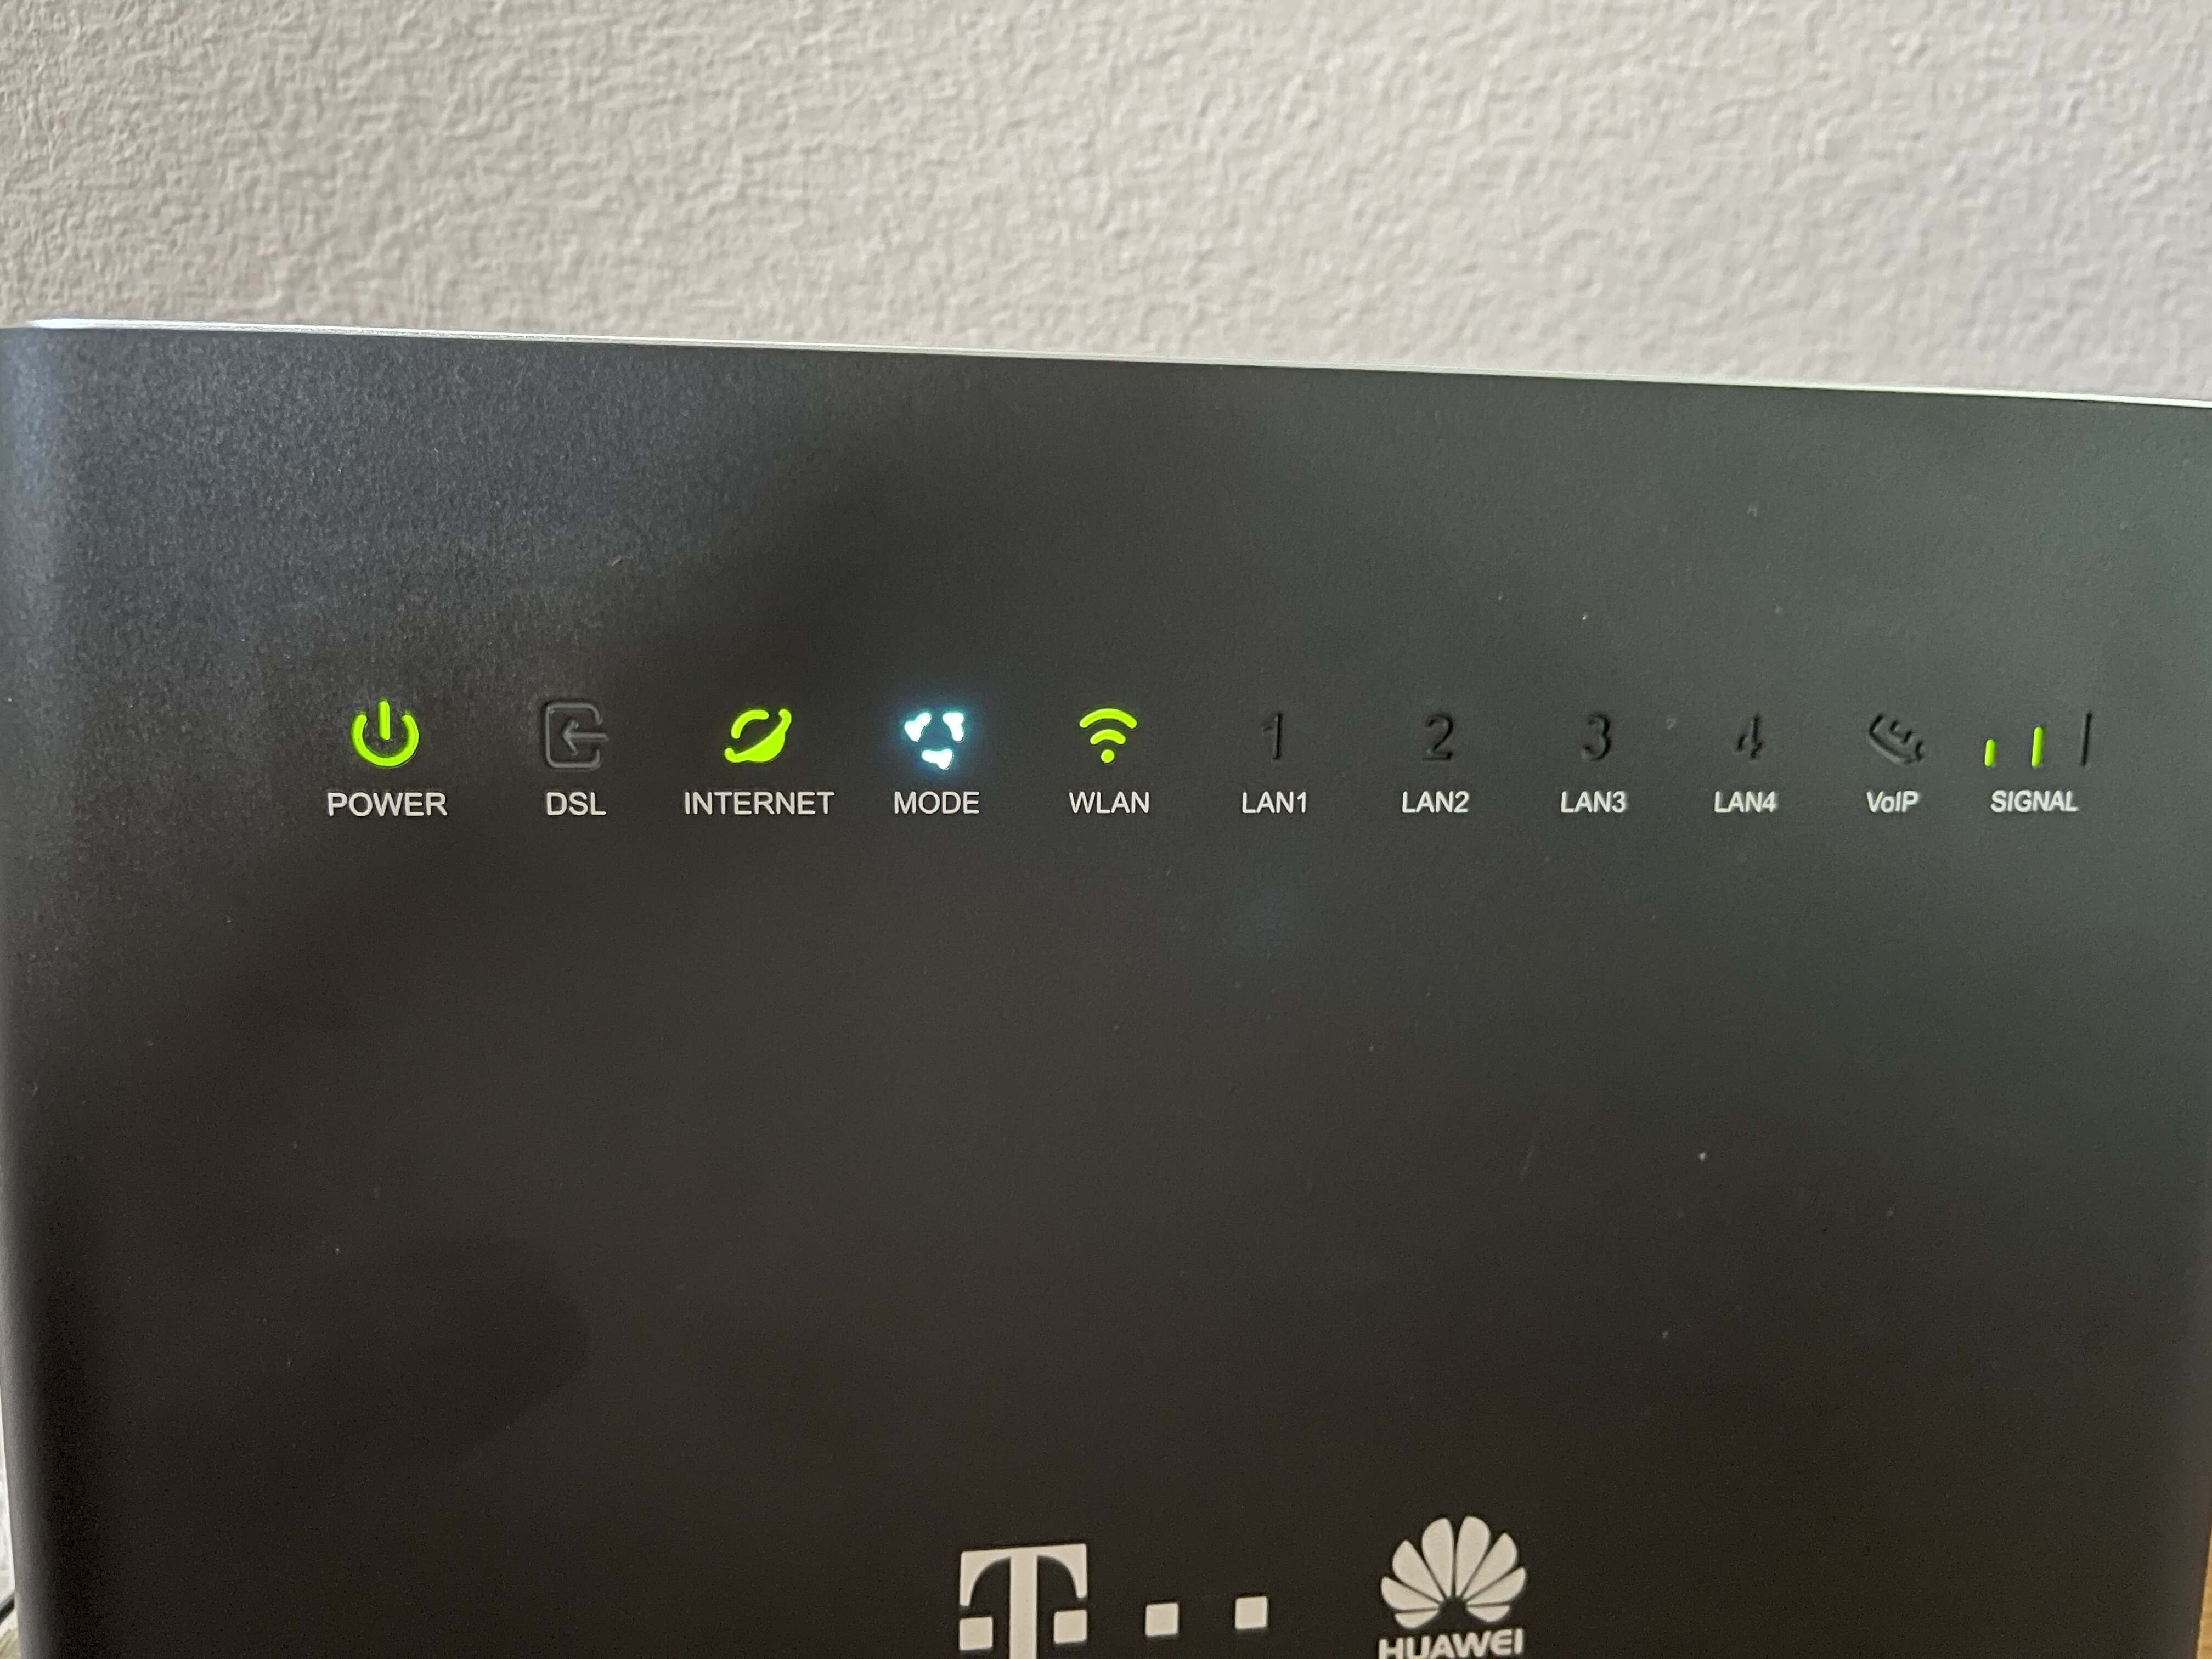 1 2 3 4
POWER DSL INTERNET MODE WLAN LAN1 LAN2 LAN3 LAN4 VoIP SIGNAL
T
HUAWEI